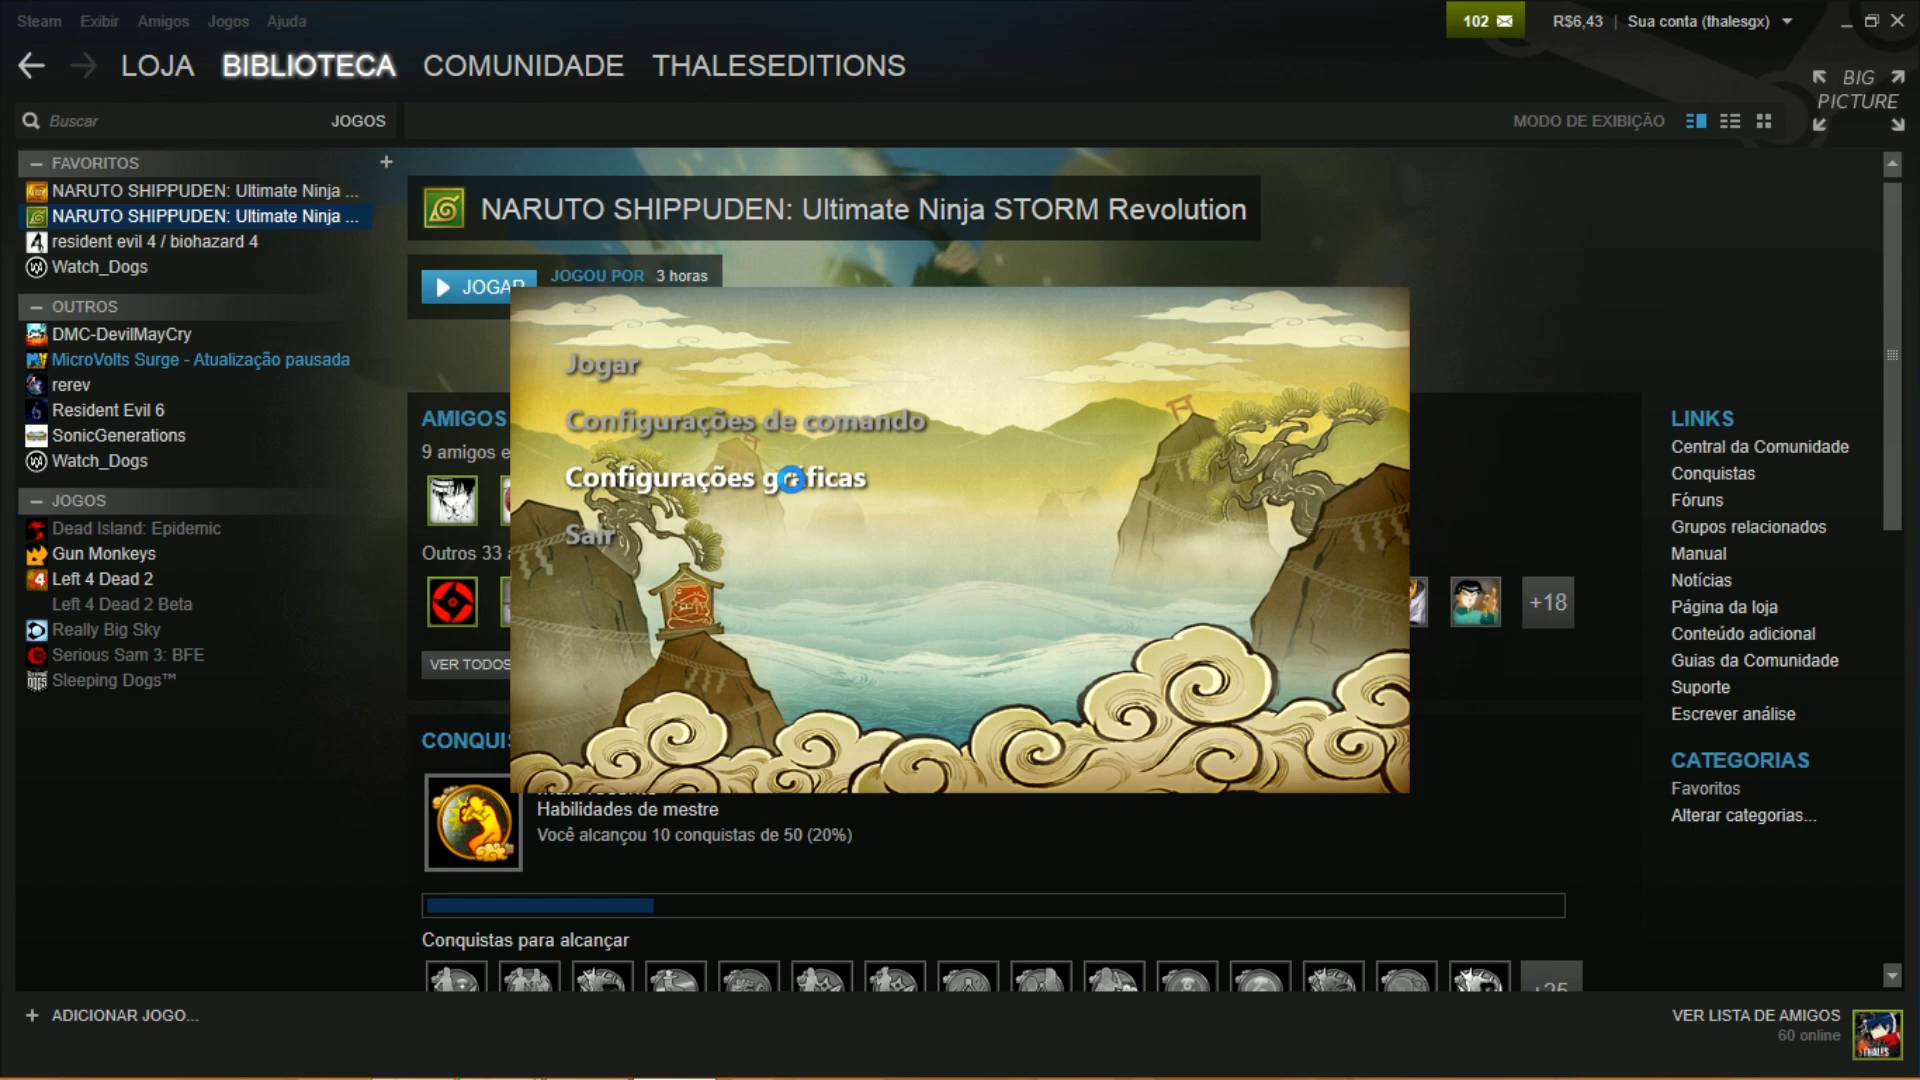 Steam Exibir Amigos Jogos Ajuda
102
R$6,43 | Sua conta (thalesgx)
LOJA BIBLIOTECA COMUNIDADE THALESEDITIONS
BIG PICTURE
Buscar
JOGOS
MODO DE EXIBIÇÃO
FAVORITOS
NARUTO SHIPPUDEN: Ultimate Ninja ...
NARUTO SHIPPUDEN: Ultimate Ninja ...
resident evil 4 / biohazard 4
Watch_Dogs
OUTROS
DMC-DevilMayCry
MicroVolts Surge - Atualização pausada
rerev
Resident Evil 6
SonicGenerations
Watch_Dogs
JOGOS
Dead Island: Epidemic
Gun Monkeys
Left 4 Dead 2
Left 4 Dead 2 Beta
Really Big Sky
Serious Sam 3: BFE
Sleeping Dogs™
NARUTO SHIPPUDEN: Ultimate Ninja STORM Revolution
JOGAR
JOGOU POR 3 horas
Jogar
Configurações de comando
Configurações gráficas
Sair
AMIGOS
9 amigos e
Outros 33 a
+18
VER TODOS
CONQUIS
Habilidades de mestre
Você alcançou 10 conquistas de 50 (20%)
Conquistas para alcançar
+25
LINKS
Central da Comunidade
Conquistas
Fóruns
Grupos relacionados
Manual
Notícias
Página da loja
Conteúdo adicional
Guias da Comunidade
Suporte
Escrever análise
CATEGORIAS
Favoritos
Alterar categorias...
+ ADICIONAR JOGO...
VER LISTA DE AMIGOS
60 online
THALES